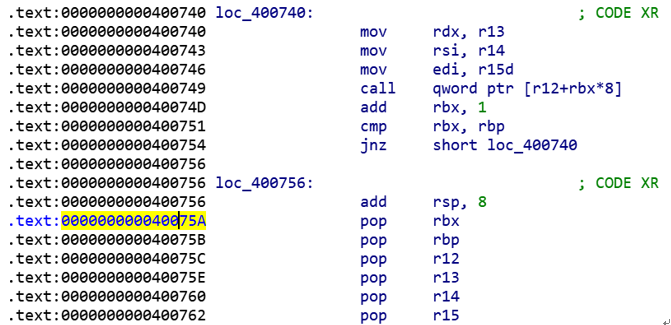 .text:0000000000400740 loc_400740: ; CODE XR
.text:0000000000400740 mov rdx, r13
.text:0000000000400743 mov rsi, r14
.text:0000000000400746 mov edi, r15d
.text:0000000000400749 call qword ptr [r12+rbx*8]
.text:000000000040074D add rbx, 1
.text:0000000000400751 cmp rbx, rbp
.text:0000000000400754 jnz short loc_400740
.text:0000000000400756
.text:0000000000400756 loc_400756: ; CODE XR
.text:0000000000400756 add rsp, 8
.text:000000000040075A pop rbx
.text:000000000040075B pop rbp
.text:000000000040075C pop r12
.text:000000000040075E pop r13
.text:0000000000400760 pop r14
.text:0000000000400762 pop r15